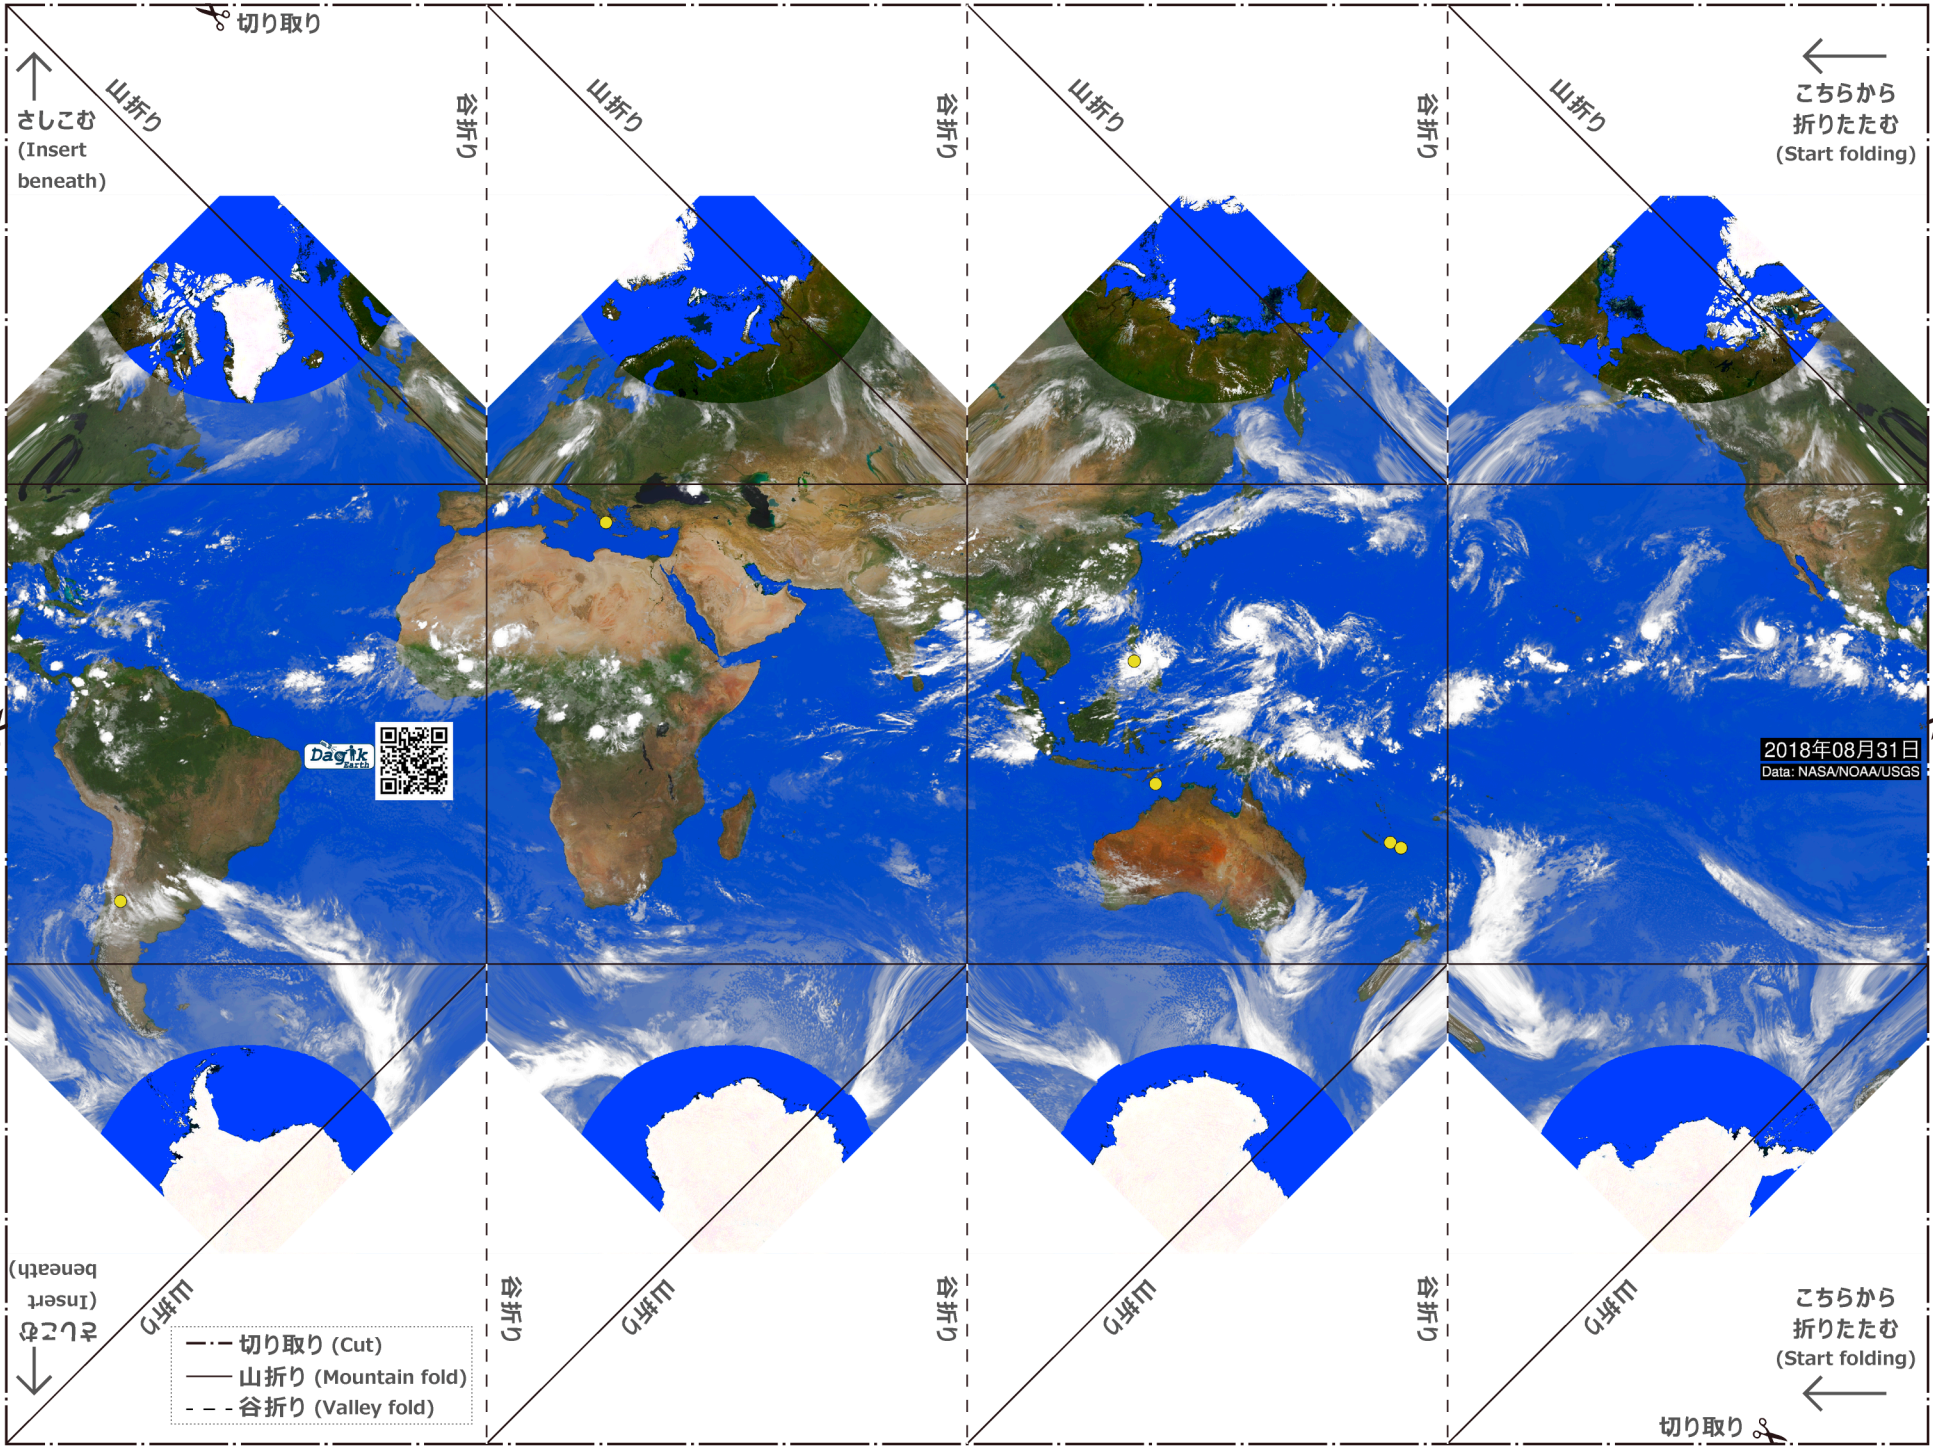 切り取り
山折り
谷折り
山折り
谷折り
山折り
谷折り
山折り
さしこむ
(Insert
beneath)
こちらから
折りたたむ
(Start folding)
Dagik
Earth
2018年08月31日
Data: NASA/NOAA/USGS
さしこむ
(Insert
beneath)
山折り
谷折り
山折り
谷折り
山折り
谷折り
山折り
こちらから
折りたたむ
(Start folding)
切り取り (Cut)
山折り (Mountain fold)
谷折り (Valley fold)
切り取り